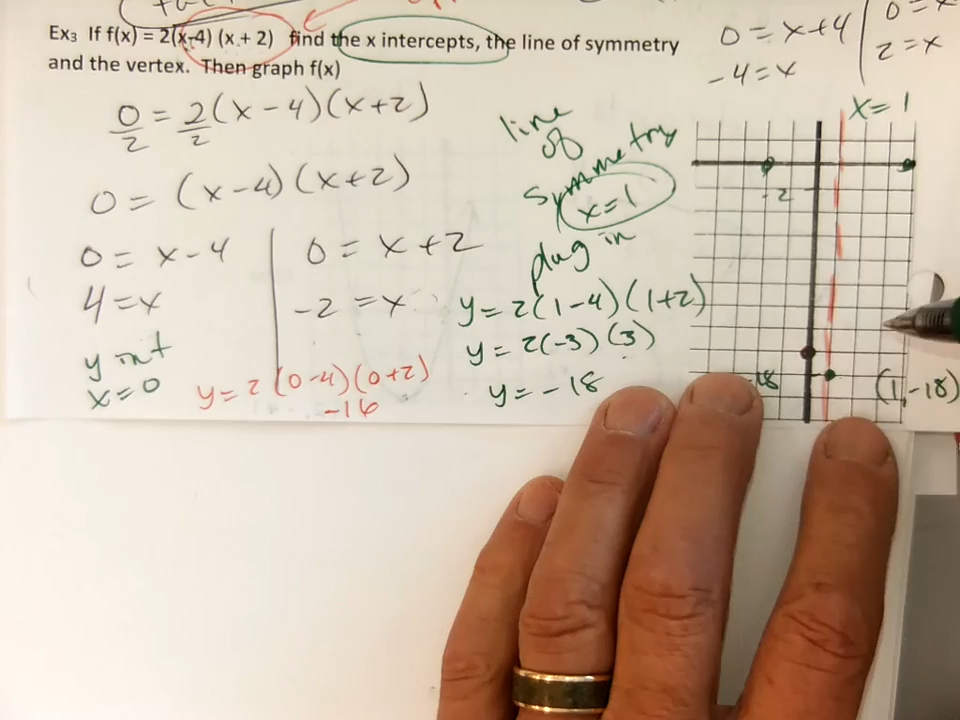 Ex3 If f(x) = 2(x-4) (x + 2) find the x intercepts, the line of symmetry
and the vertex. Then graph f(x)
0 = x+4
-4 = x
2 = x
0/2 = 2/2 (x-4)(x+2)
0 = (x-4)(x+2)
0 = x-4
4 = x
0 = x+2
-2 = x
y int
x=0
y=2(0-4)(0+2)
-16
line
of
symmetry
x=1
plug in
y=2(1-4)(1+2)
y=2(-3)(3)
y=-18
x=1
-2
-18
(1,-18)